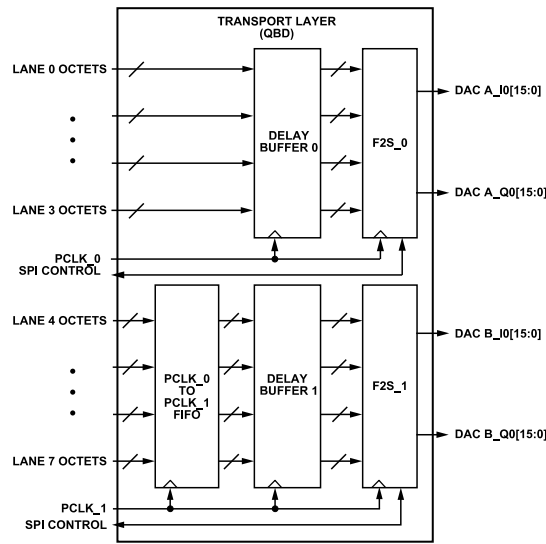 TRANSPORT LAYER
(QBD)
LANE 0 OCTETS
DELAY
BUFFER 0
F2S_0
DAC A_I0[15:0]
DAC A_Q0[15:0]
LANE 3 OCTETS
PCLK_0
SPI CONTROL
LANE 4 OCTETS
PCLK_0
TO
PCLK_1
FIFO
DELAY
BUFFER 1
F2S_1
DAC B_I0[15:0]
DAC B_Q0[15:0]
LANE 7 OCTETS
PCLK_1
SPI CONTROL